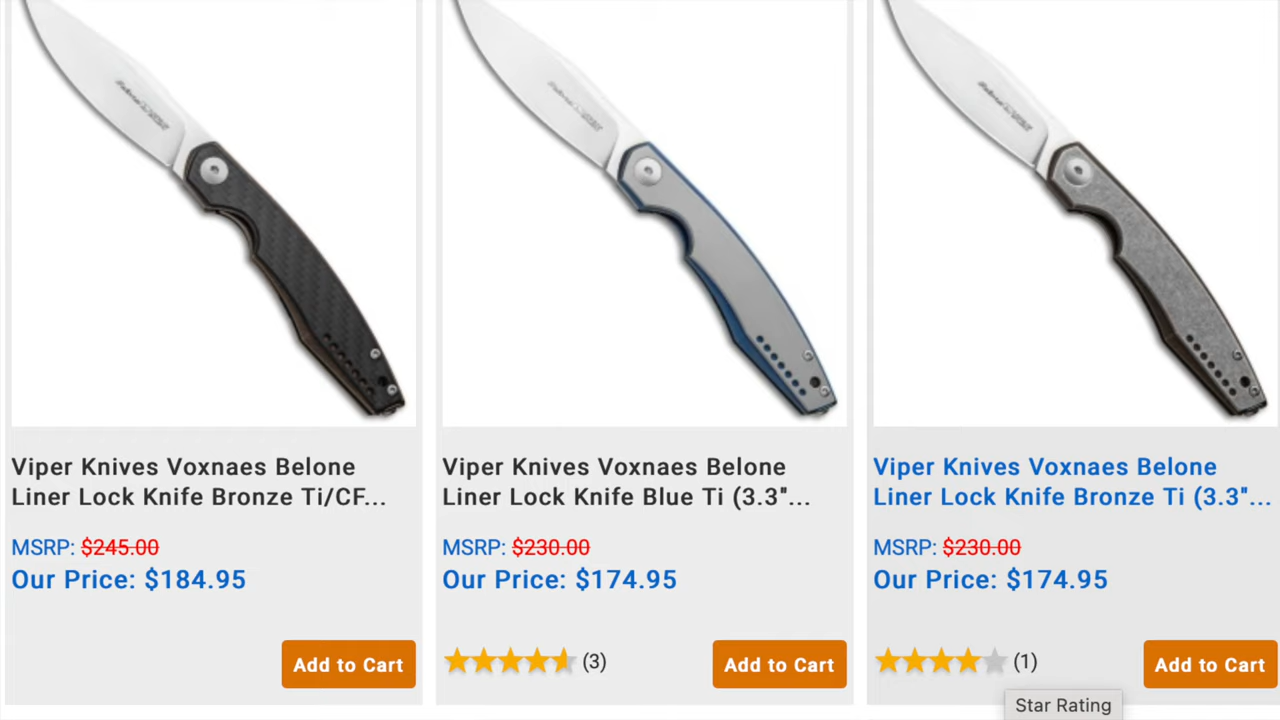 Viper Knives Voxnaes Belone
Liner Lock Knife Bronze Ti/CF...
MSRP: $245.00
Our Price: $184.95
Add to Cart
Viper Knives Voxnaes Belone
Liner Lock Knife Blue Ti (3.3"...
MSRP: $230.00
Our Price: $174.95
(3)
Add to Cart
Viper Knives Voxnaes Belone
Liner Lock Knife Bronze Ti (3.3"...
MSRP: $230.00
Our Price: $174.95
(1)
Add to Cart
Star Rating